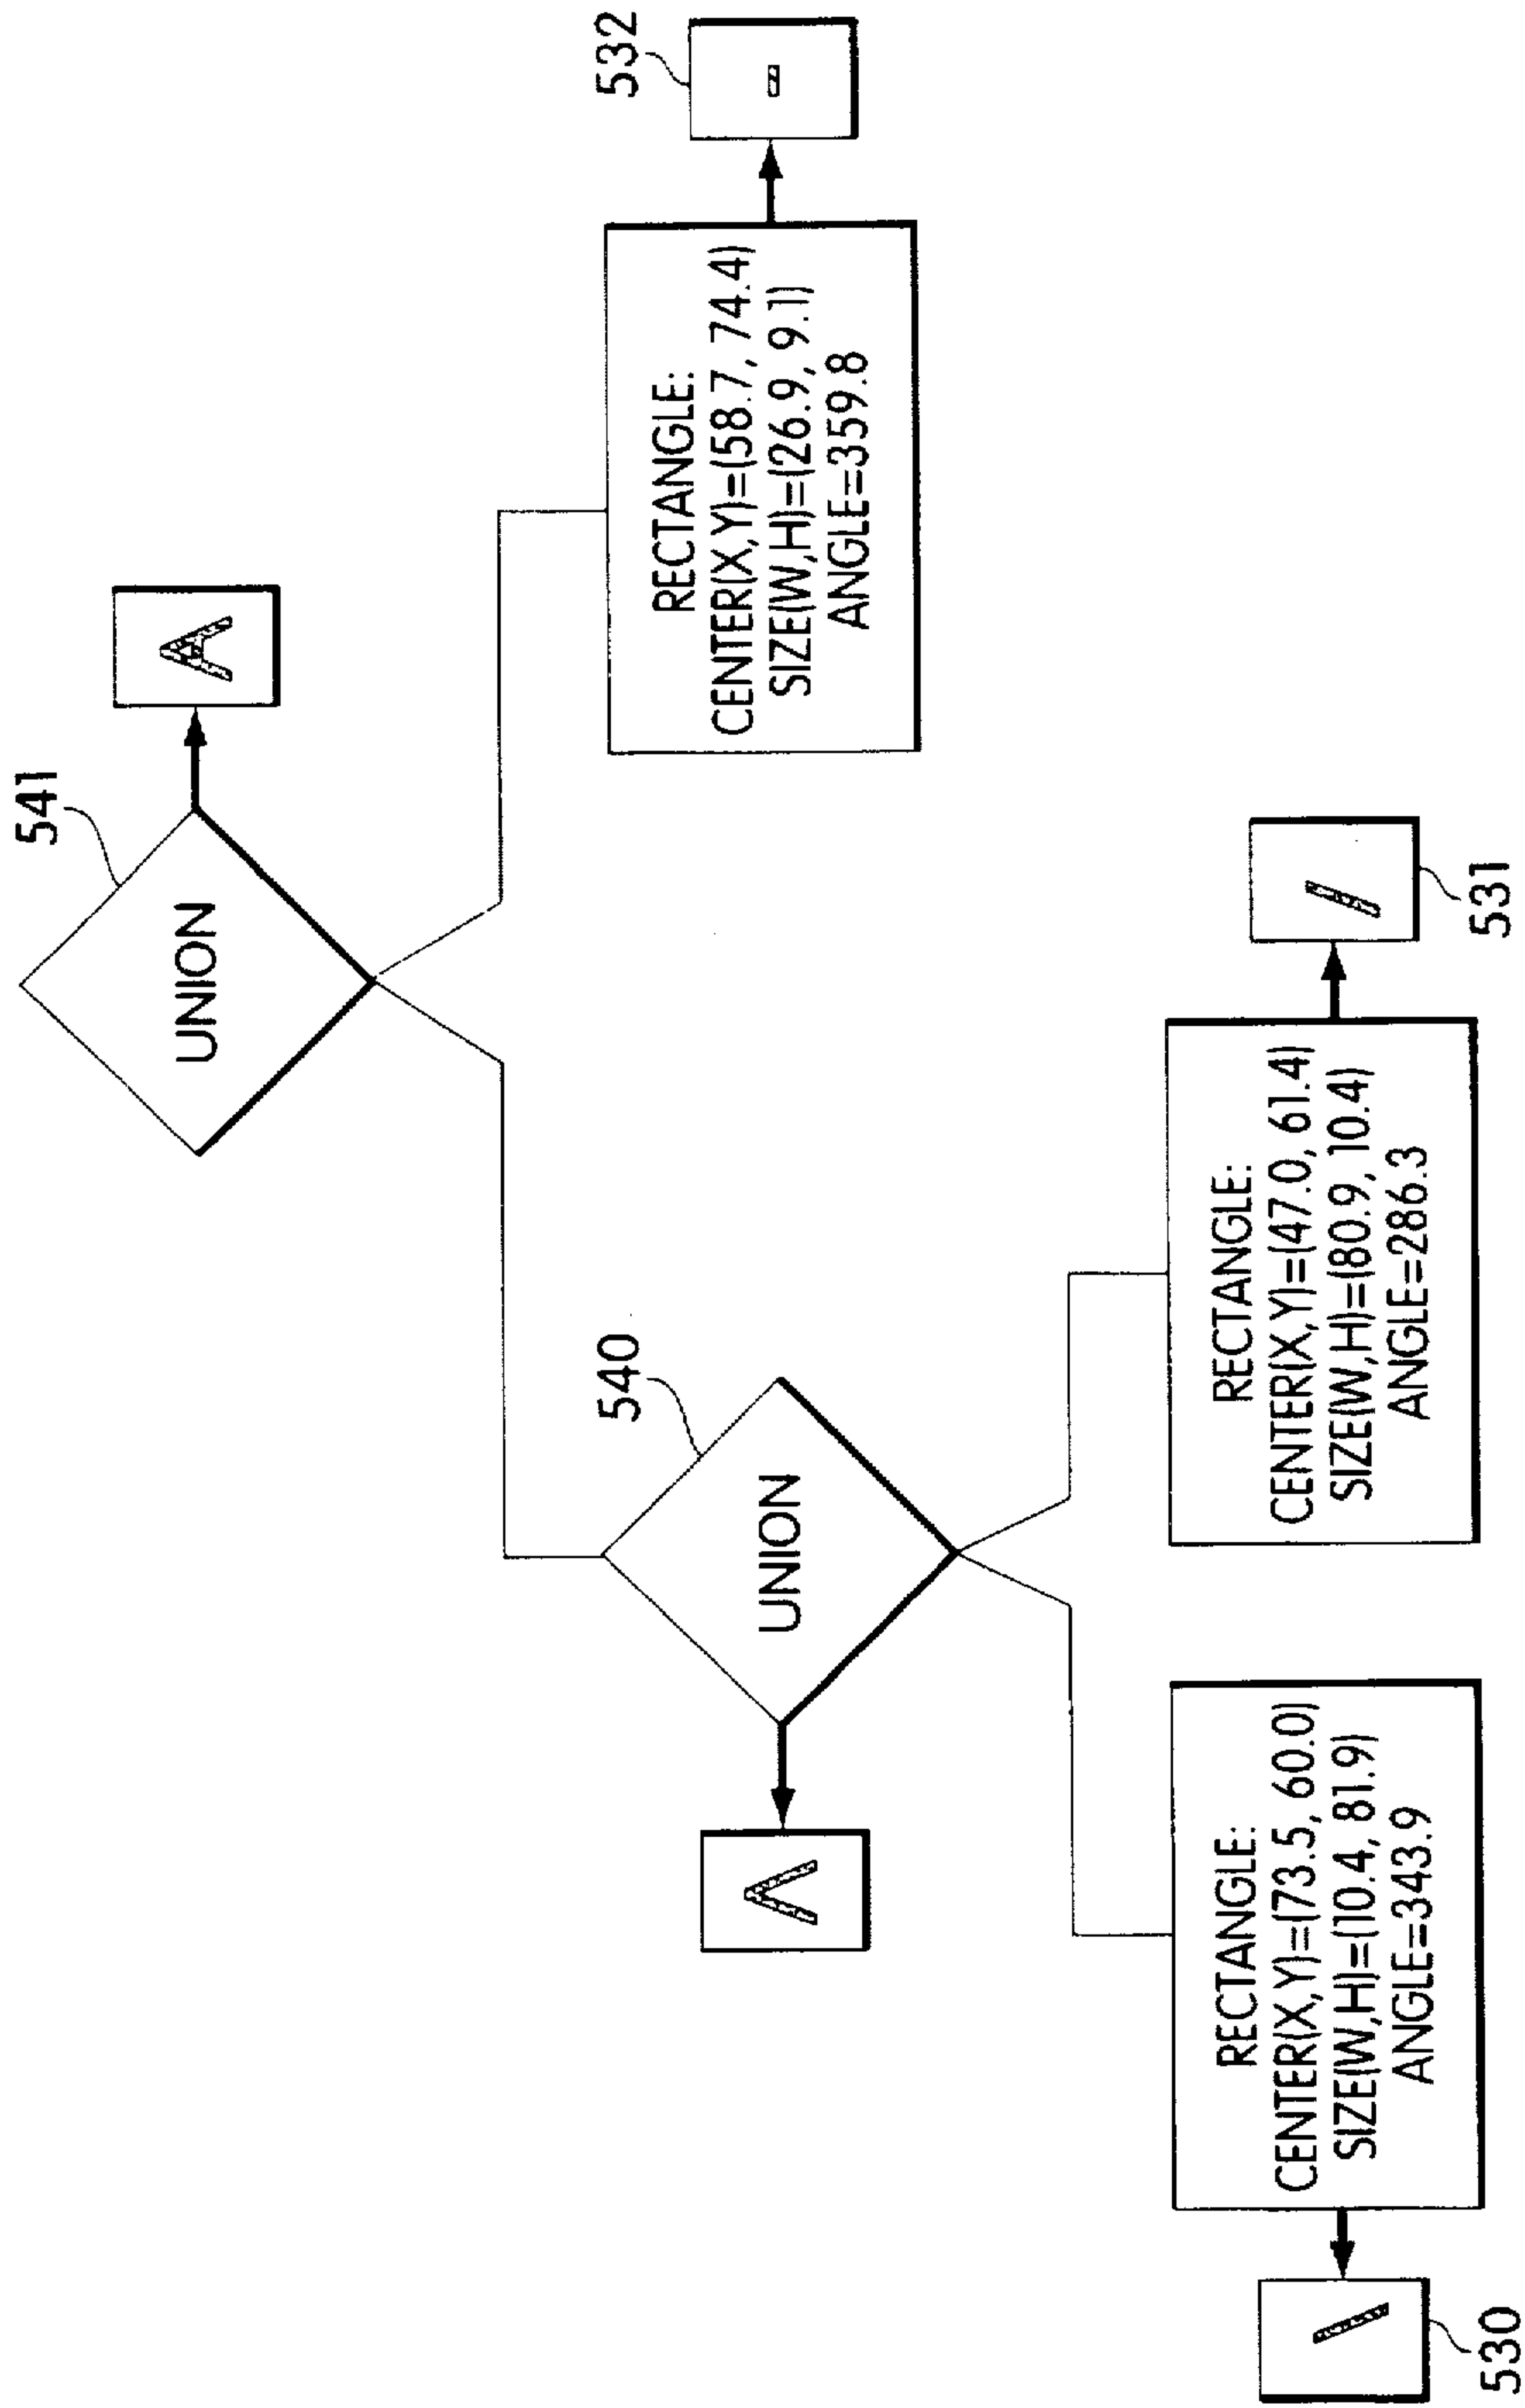 541
UNION
A
532
RECTANGLE:
CENTER(X,Y)=(58.7, 74.4)
SIZE(W,H)=(26.9, 9.1)
ANGLE=359.8
540
UNION
RECTANGLE:
CENTER(X,Y)=(73.5, 60.0)
SIZE(W,H)=(10.4, 81.9)
ANGLE=343.9
530
RECTANGLE:
CENTER(X,Y)=(47.0, 61.4)
SIZE(W,H)=(80.9, 10.4)
ANGLE=286.3
531